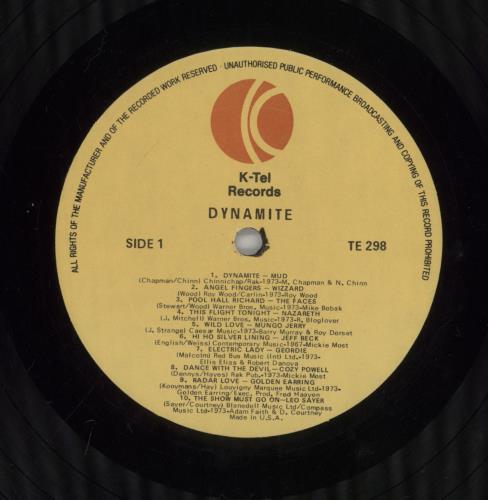 ALL RIGHTS OF THE MANUFACTURER AND OF THE RECORDED WORK RESERVED · UNAUTHORISED PUBLIC PERFORMANCE BROADCASTING AND COPYING OF THIS RECORD PROHIBITED
K-Tel
Records
DYNAMITE
SIDE 1
TE 298
1. DYNAMITE — MUD
(Chapman/Chinn) Chinnichap/Rak-1973-M, Chapman & N. Chinn
2. ANGEL FINGERS — WIZZARD
(Wood) Roy Wood/Carlin-1973-Roy Wood
3. POOL HALL RICHARD — THE FACES
(Stewart/Wood) Warner Bros. Music-1973-Mike Bobak
4. THIS FLIGHT TONIGHT — NAZARETH
(J. Mitchell) Warner Bros. Music-1973-R, Bloglover
5. WILD LOVE — MUNGO JERRY
(J. Strange) Caesar Music-1973-Barry Murray & Roy Dorset
6. HI HO SILVER LINING — JEFF BECK
(English/Weiss) Contemporary Music-1967-Mickie Most
7. ELECTRIC LADY — GEORDIE
(Malcolm) Red Bus Music (Int) Ltd.-1973-
Ellie Elias & Robert Danova
8. DANCE WITH THE DEVIL—COZY POWELL
(Dennys/Hayes) Rak Pub.-1973-Mickie Most
9. RADAR LOVE — GOLDEN EARRING
(Kooymans/Hay) Louvigny Marquee Music Ltd.-1973-
Golden Earring/Exec. Prod. Fred Haayen
10. THE SHOW MUST GO ON—LEO SAYER
(Sayer/Courtney) Blanedell Music Ltd/Compass
Music Ltd-1973-Adam Faith & D. Courtney
Made in U.S.A.